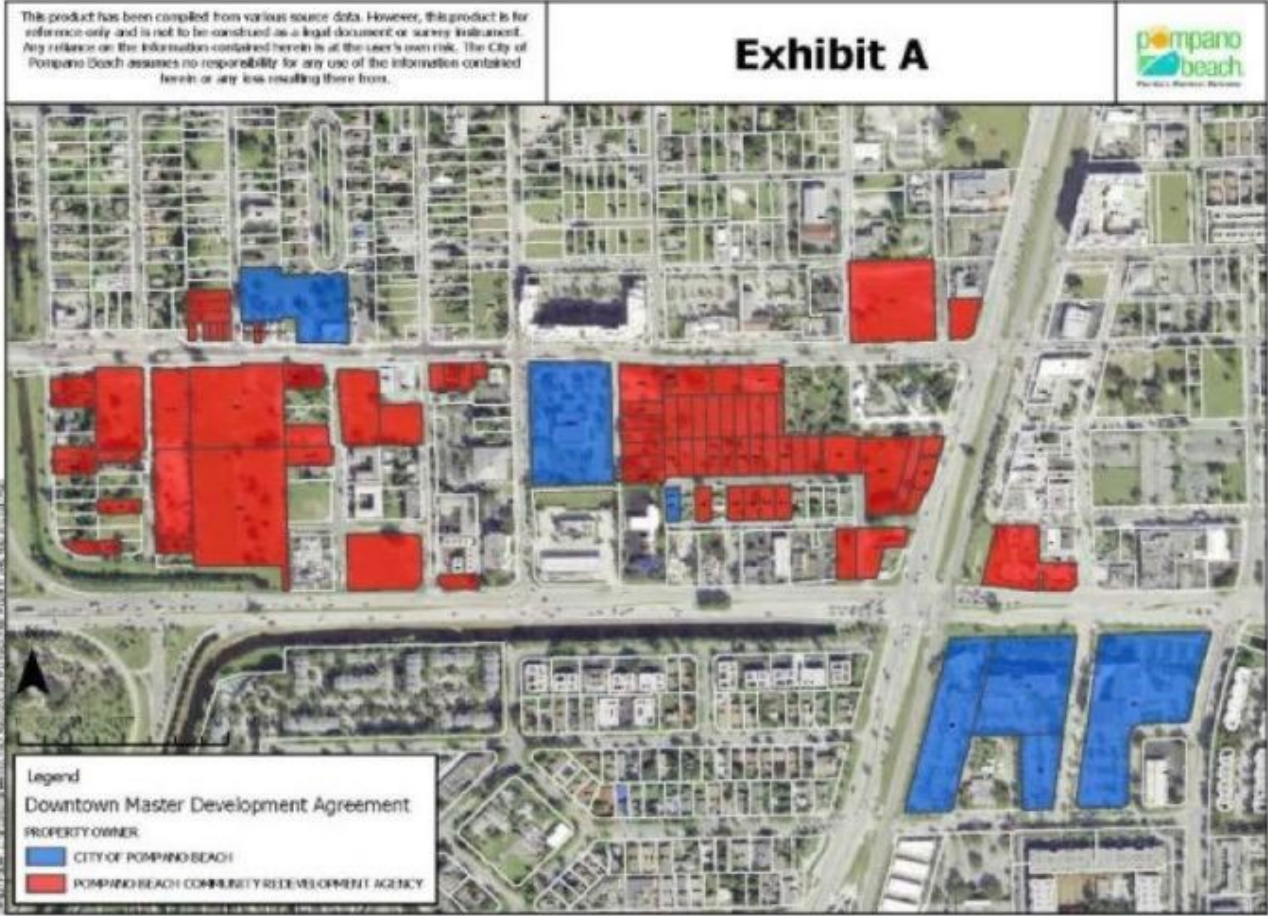 This product has been compiled from various source data. However, this product is for
reference only and is not to be construed as a legal document or survey instrument.
Any reliance on the information contained herein is at the user's own risk. The City of
Pompano Beach assumes no responsibility for any use of the information contained
herein or any loss resulting there from.
Exhibit A
pompano
beach
Legend
Downtown Master Development Agreement
PROPERTY OWNER
CITY OF POMPANO BEACH
POMPANO BEACH COMMUNITY REDEVELOPMENT AGENCY